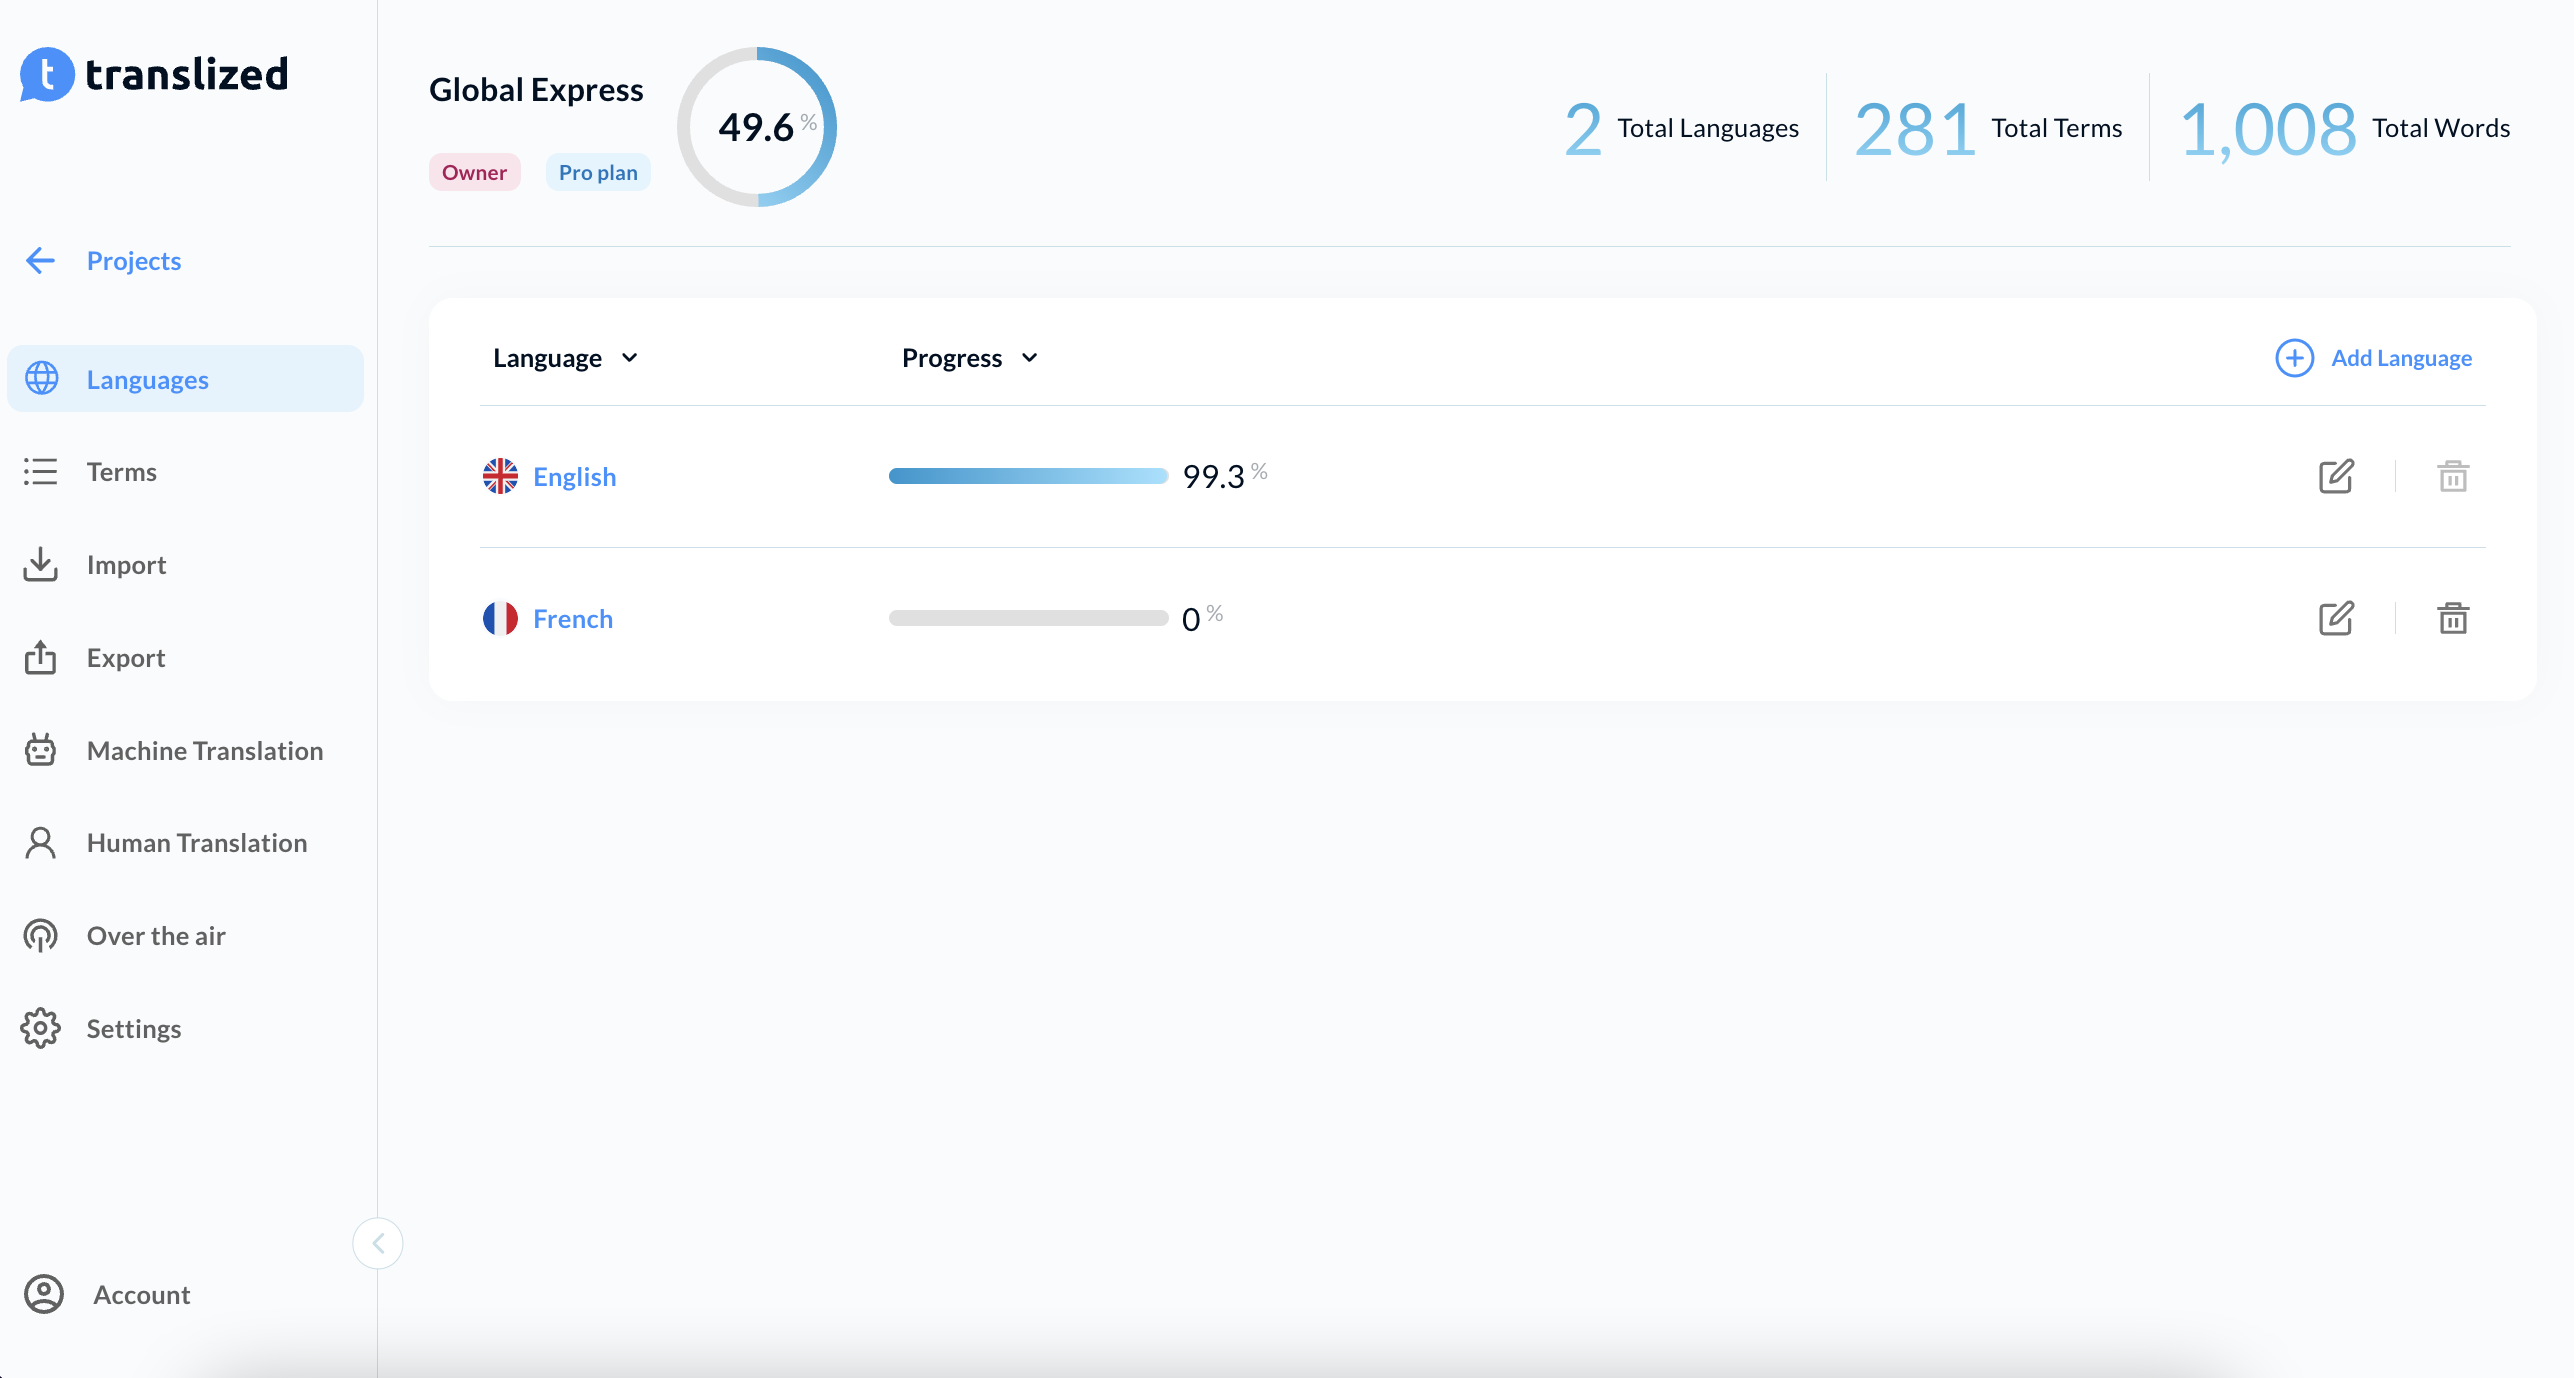 translized
Projects
Languages
Terms
Import
Export
Machine Translation
Human Translation
Over the air
Settings
Account
Global Express
Owner Pro plan
49.6 %
2 Total Languages
281 Total Terms
1,008 Total Words
Language Progress Add Language
English 99.3 %
French 0 %